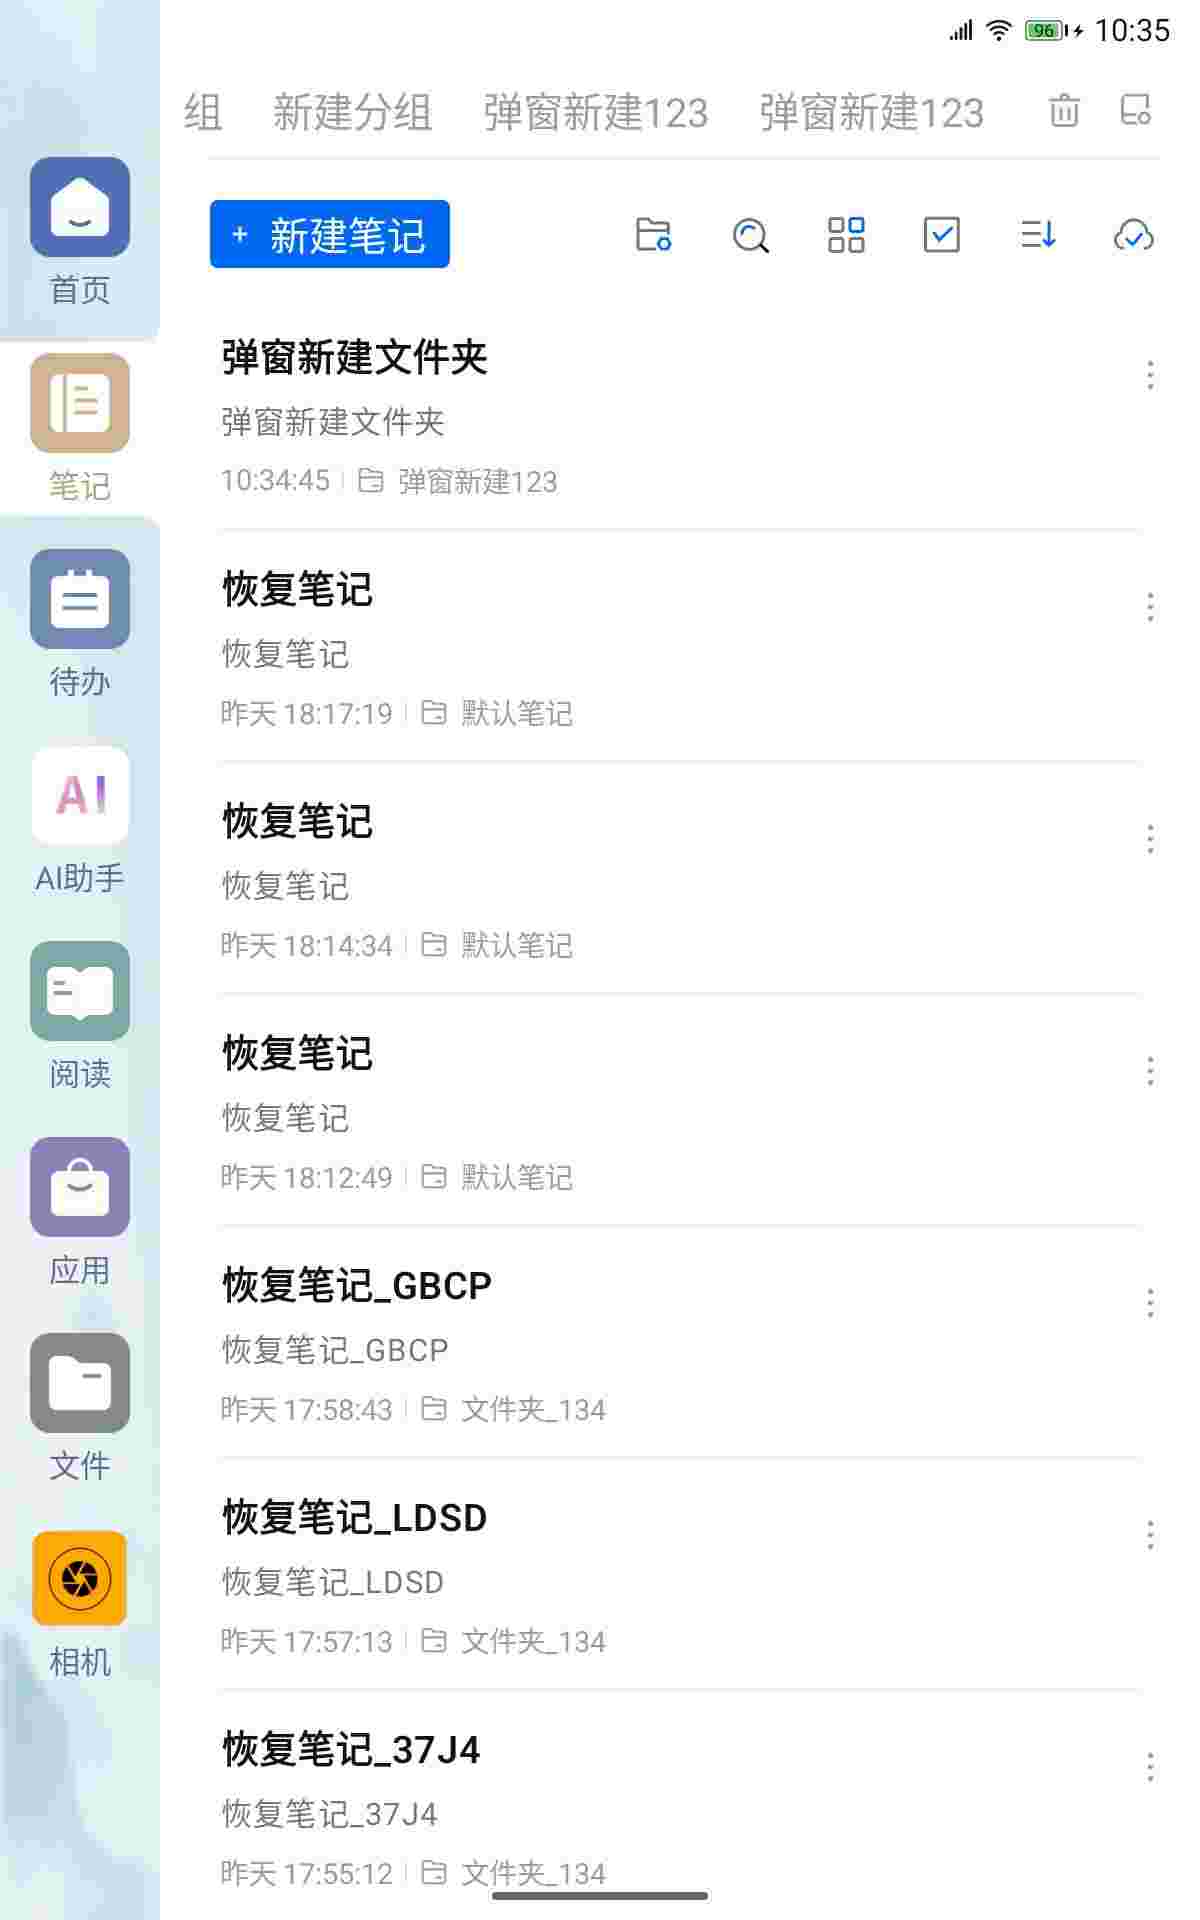 96 10:35
组 新建分组 弹窗新建123 弹窗新建123
+ 新建笔记
首页
笔记
待办
AI
AI助手
阅读
应用
文件
相机
弹窗新建文件夹
弹窗新建文件夹
10:34:45 弹窗新建123
恢复笔记
恢复笔记
昨天 18:17:19 默认笔记
恢复笔记
恢复笔记
昨天 18:14:34 默认笔记
恢复笔记
恢复笔记
昨天 18:12:49 默认笔记
恢复笔记_GBCP
恢复笔记_GBCP
昨天 17:58:43 文件夹_134
恢复笔记_LDSD
恢复笔记_LDSD
昨天 17:57:13 文件夹_134
恢复笔记_37J4
恢复笔记_37J4
昨天 17:55:12 文件夹_134